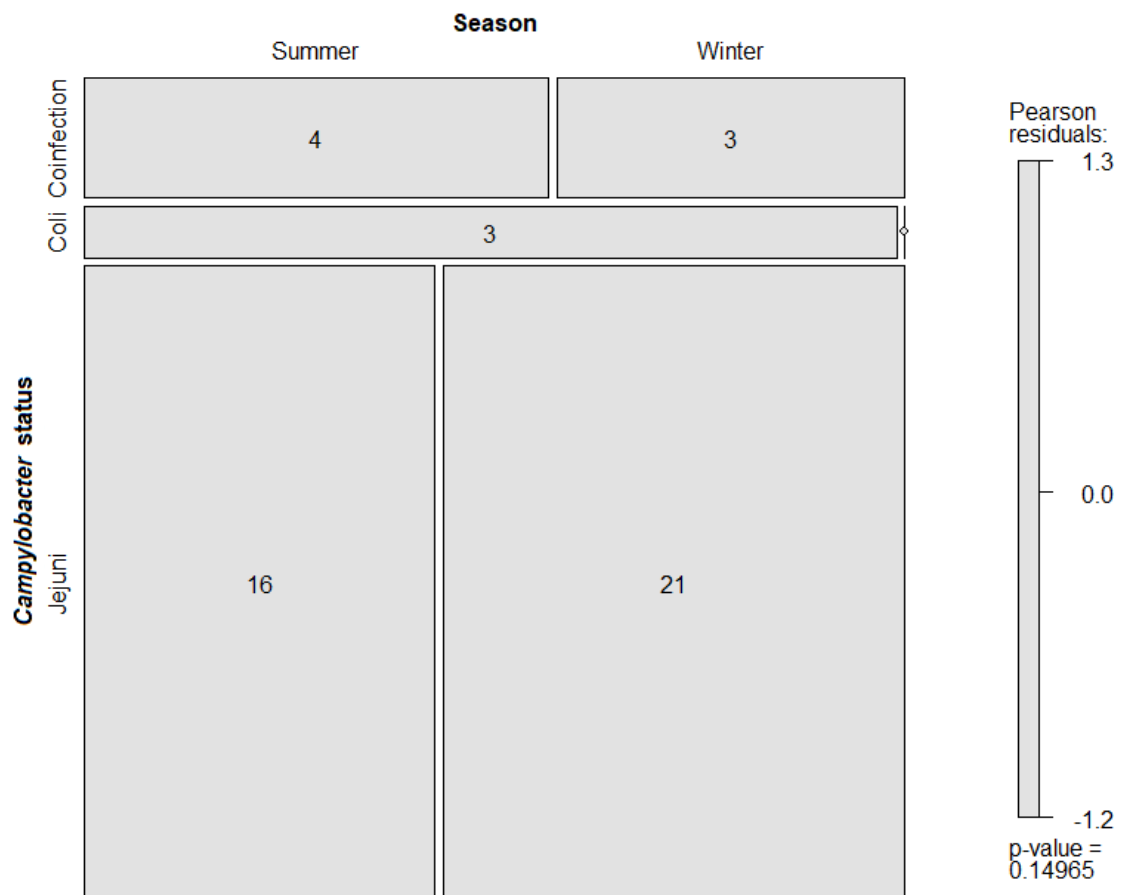 Season
Summer Winter
Coinfection
4
3
Coli
3
Campylobacter status
Jejuni
16
21
Pearson
residuals:
1.3
0.0
-1.2
p-value =
0.14965